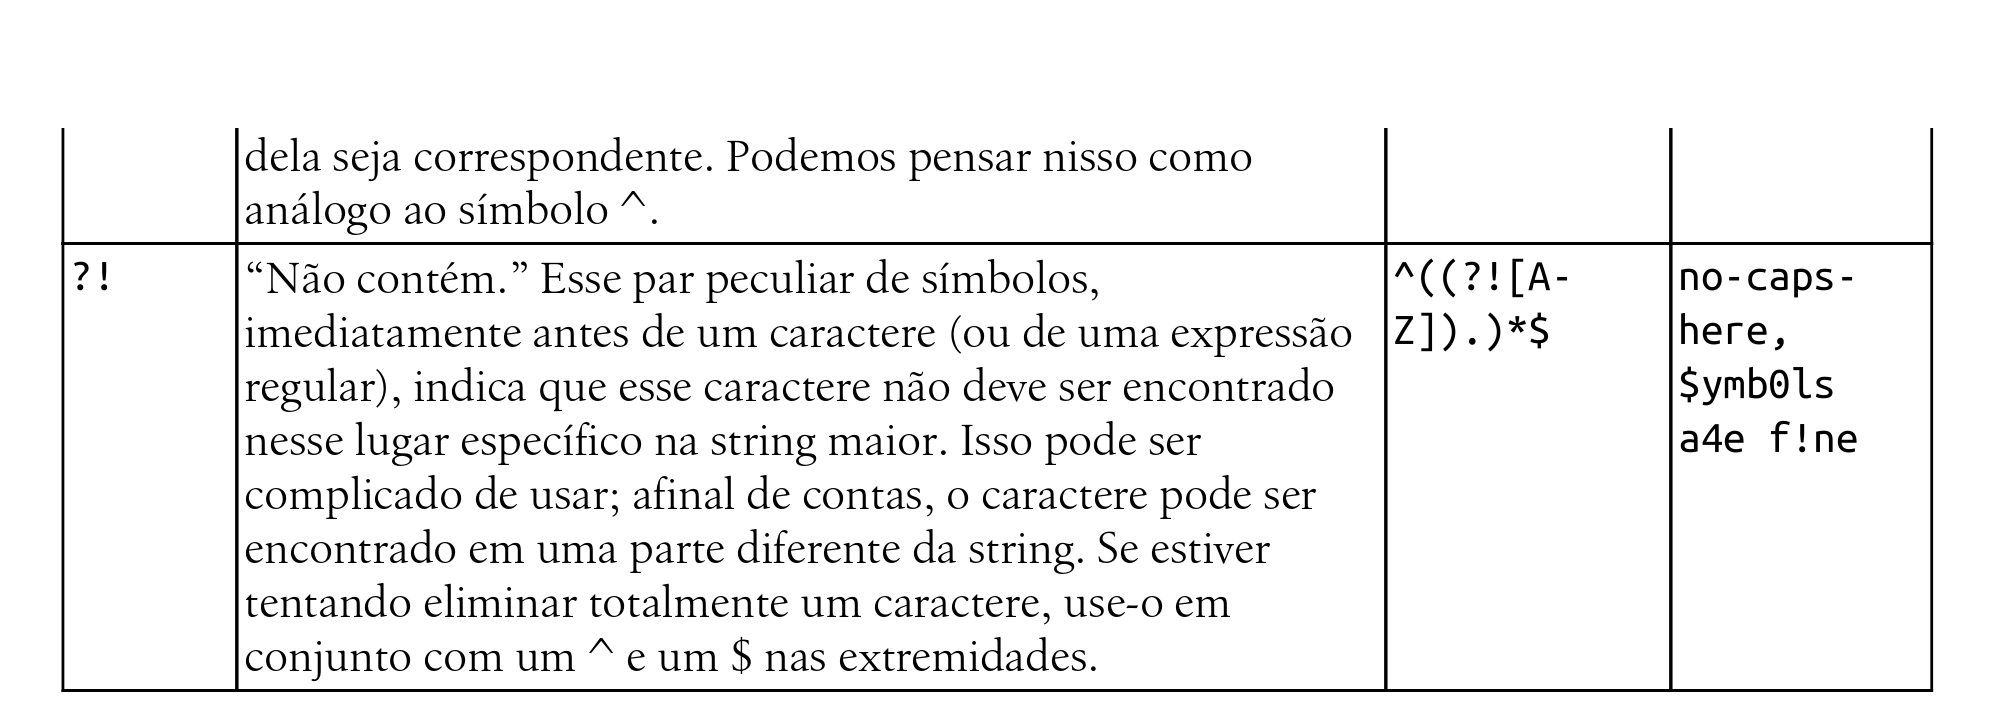 dela seja correspondente. Podemos pensar nisso como
análogo ao símbolo ^.
?!
“Não contém.” Esse par peculiar de símbolos,
imediatamente antes de um caractere (ou de uma expressão
regular), indica que esse caractere não deve ser encontrado
nesse lugar específico na string maior. Isso pode ser
complicado de usar; afinal de contas, o caractere pode ser
encontrado em uma parte diferente da string. Se estiver
tentando eliminar totalmente um caractere, use-o em
conjunto com um ^ e um $ nas extremidades.
^((?![A-
Z]).)*$
no-caps-
here,
$ymb0ls
a4e f!ne